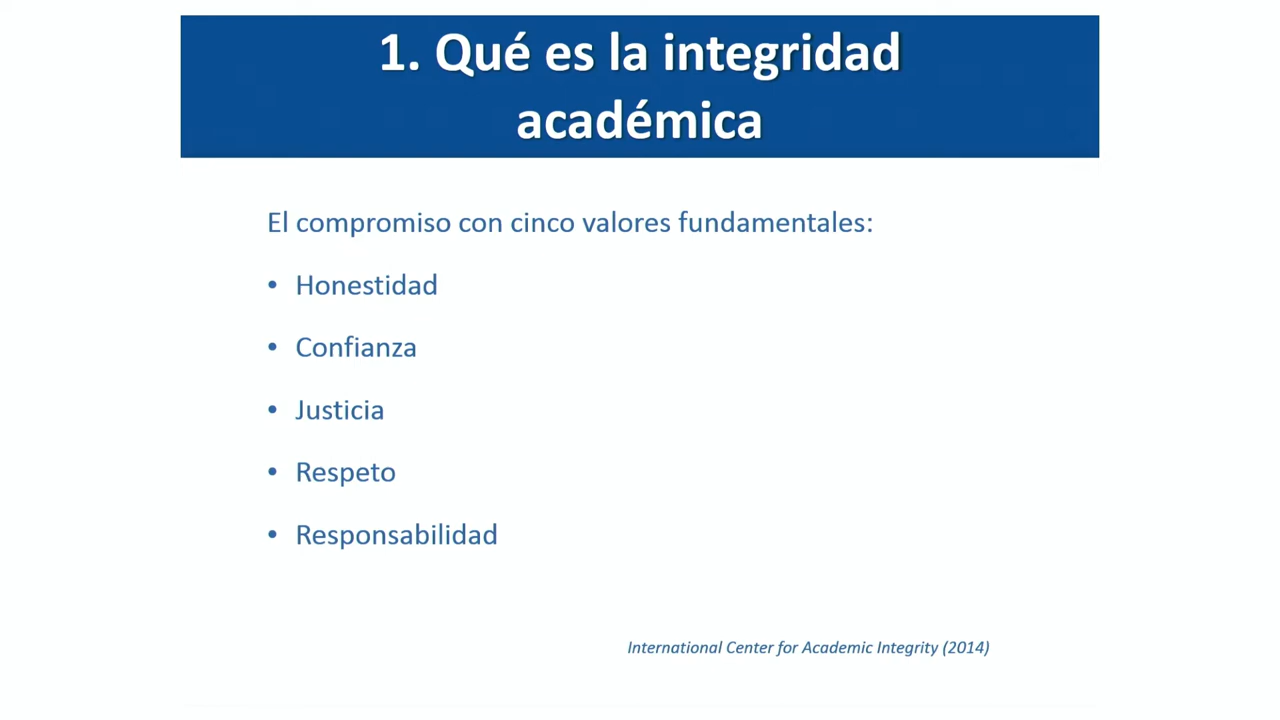 1. Qué es la integridad
académica
El compromiso con cinco valores fundamentales:
• Honestidad
• Confianza
• Justicia
• Respeto
• Responsabilidad
International Center for Academic Integrity (2014)